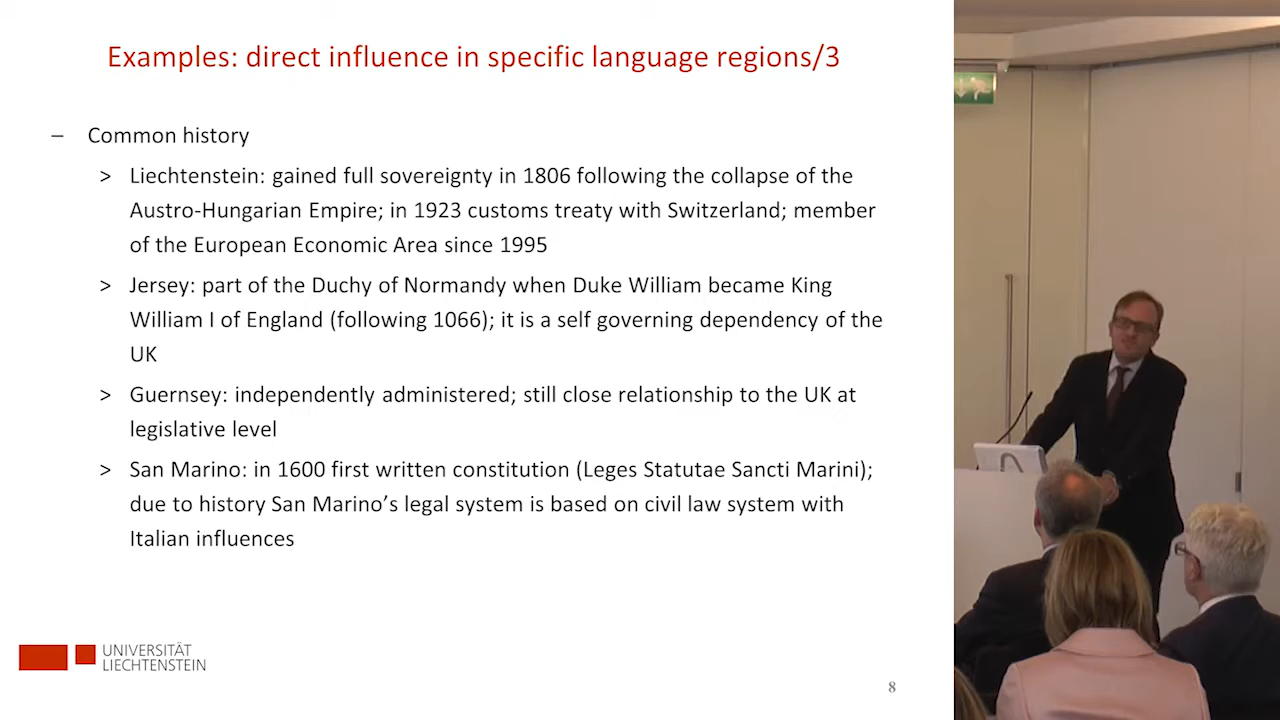 Examples: direct influence in specific language regions/3
– Common history
> Liechtenstein: gained full sovereignty in 1806 following the collapse of the
Austro-Hungarian Empire; in 1923 customs treaty with Switzerland; member
of the European Economic Area since 1995
> Jersey: part of the Duchy of Normandy when Duke William became King
William I of England (following 1066); it is a self governing dependency of the
UK
> Guernsey: independently administered; still close relationship to the UK at
legislative level
> San Marino: in 1600 first written constitution (Leges Statutae Sancti Marini);
due to history San Marino’s legal system is based on civil law system with
Italian influences
UNIVERSITÄT
LIECHTENSTEIN
8